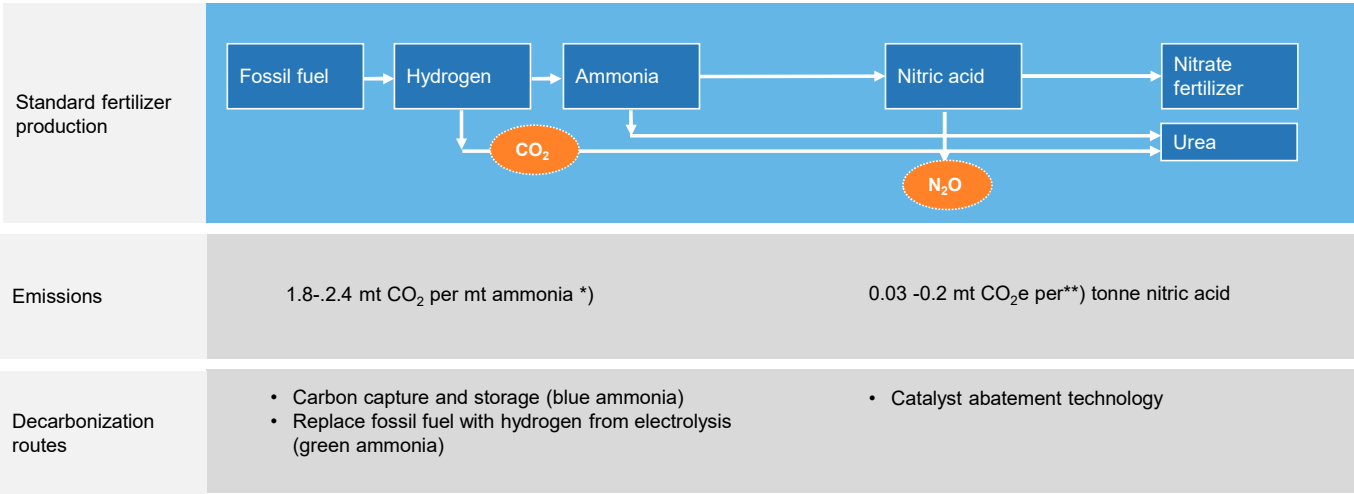 Standard fertilizer
production
Fossil fuel
Hydrogen
Ammonia
Nitric acid
Nitrate
fertilizer
Urea
CO₂
N₂O
Emissions
1.8-.2.4 mt CO₂ per mt ammonia *)
0.03 -0.2 mt CO₂e per**) tonne nitric acid
Decarbonization
routes
• Carbon capture and storage (blue ammonia)
• Replace fossil fuel with hydrogen from electrolysis
(green ammonia)
• Catalyst abatement technology